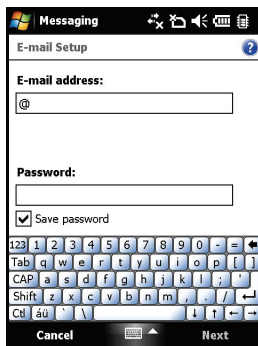 Messaging
E-mail Setup ?
E-mail address:
@
Password:
Save password
123 1 2 3 4 5 6 7 8 9 0 - = ←
Tab q w e r t y u i o p [ ]
CAP a s d f g h j k l ; '
Shift z x c v b n m , . / ↵
Ctl áü ` \ ↓ ↑ ← →
Cancel Next